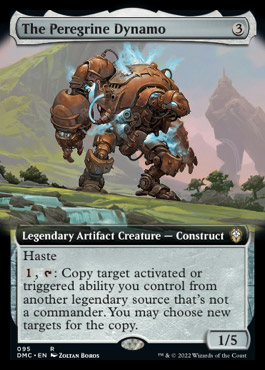 The Peregrine Dynamo 3
Legendary Artifact Creature — Construct
Haste
1, : Copy target activated or
triggered ability you control from
another legendary source that's not
a commander. You may choose new
targets for the copy.
1/5
095 R
DMC • EN Zoltan Boros
™ & © 2022 Wizards of the Coast